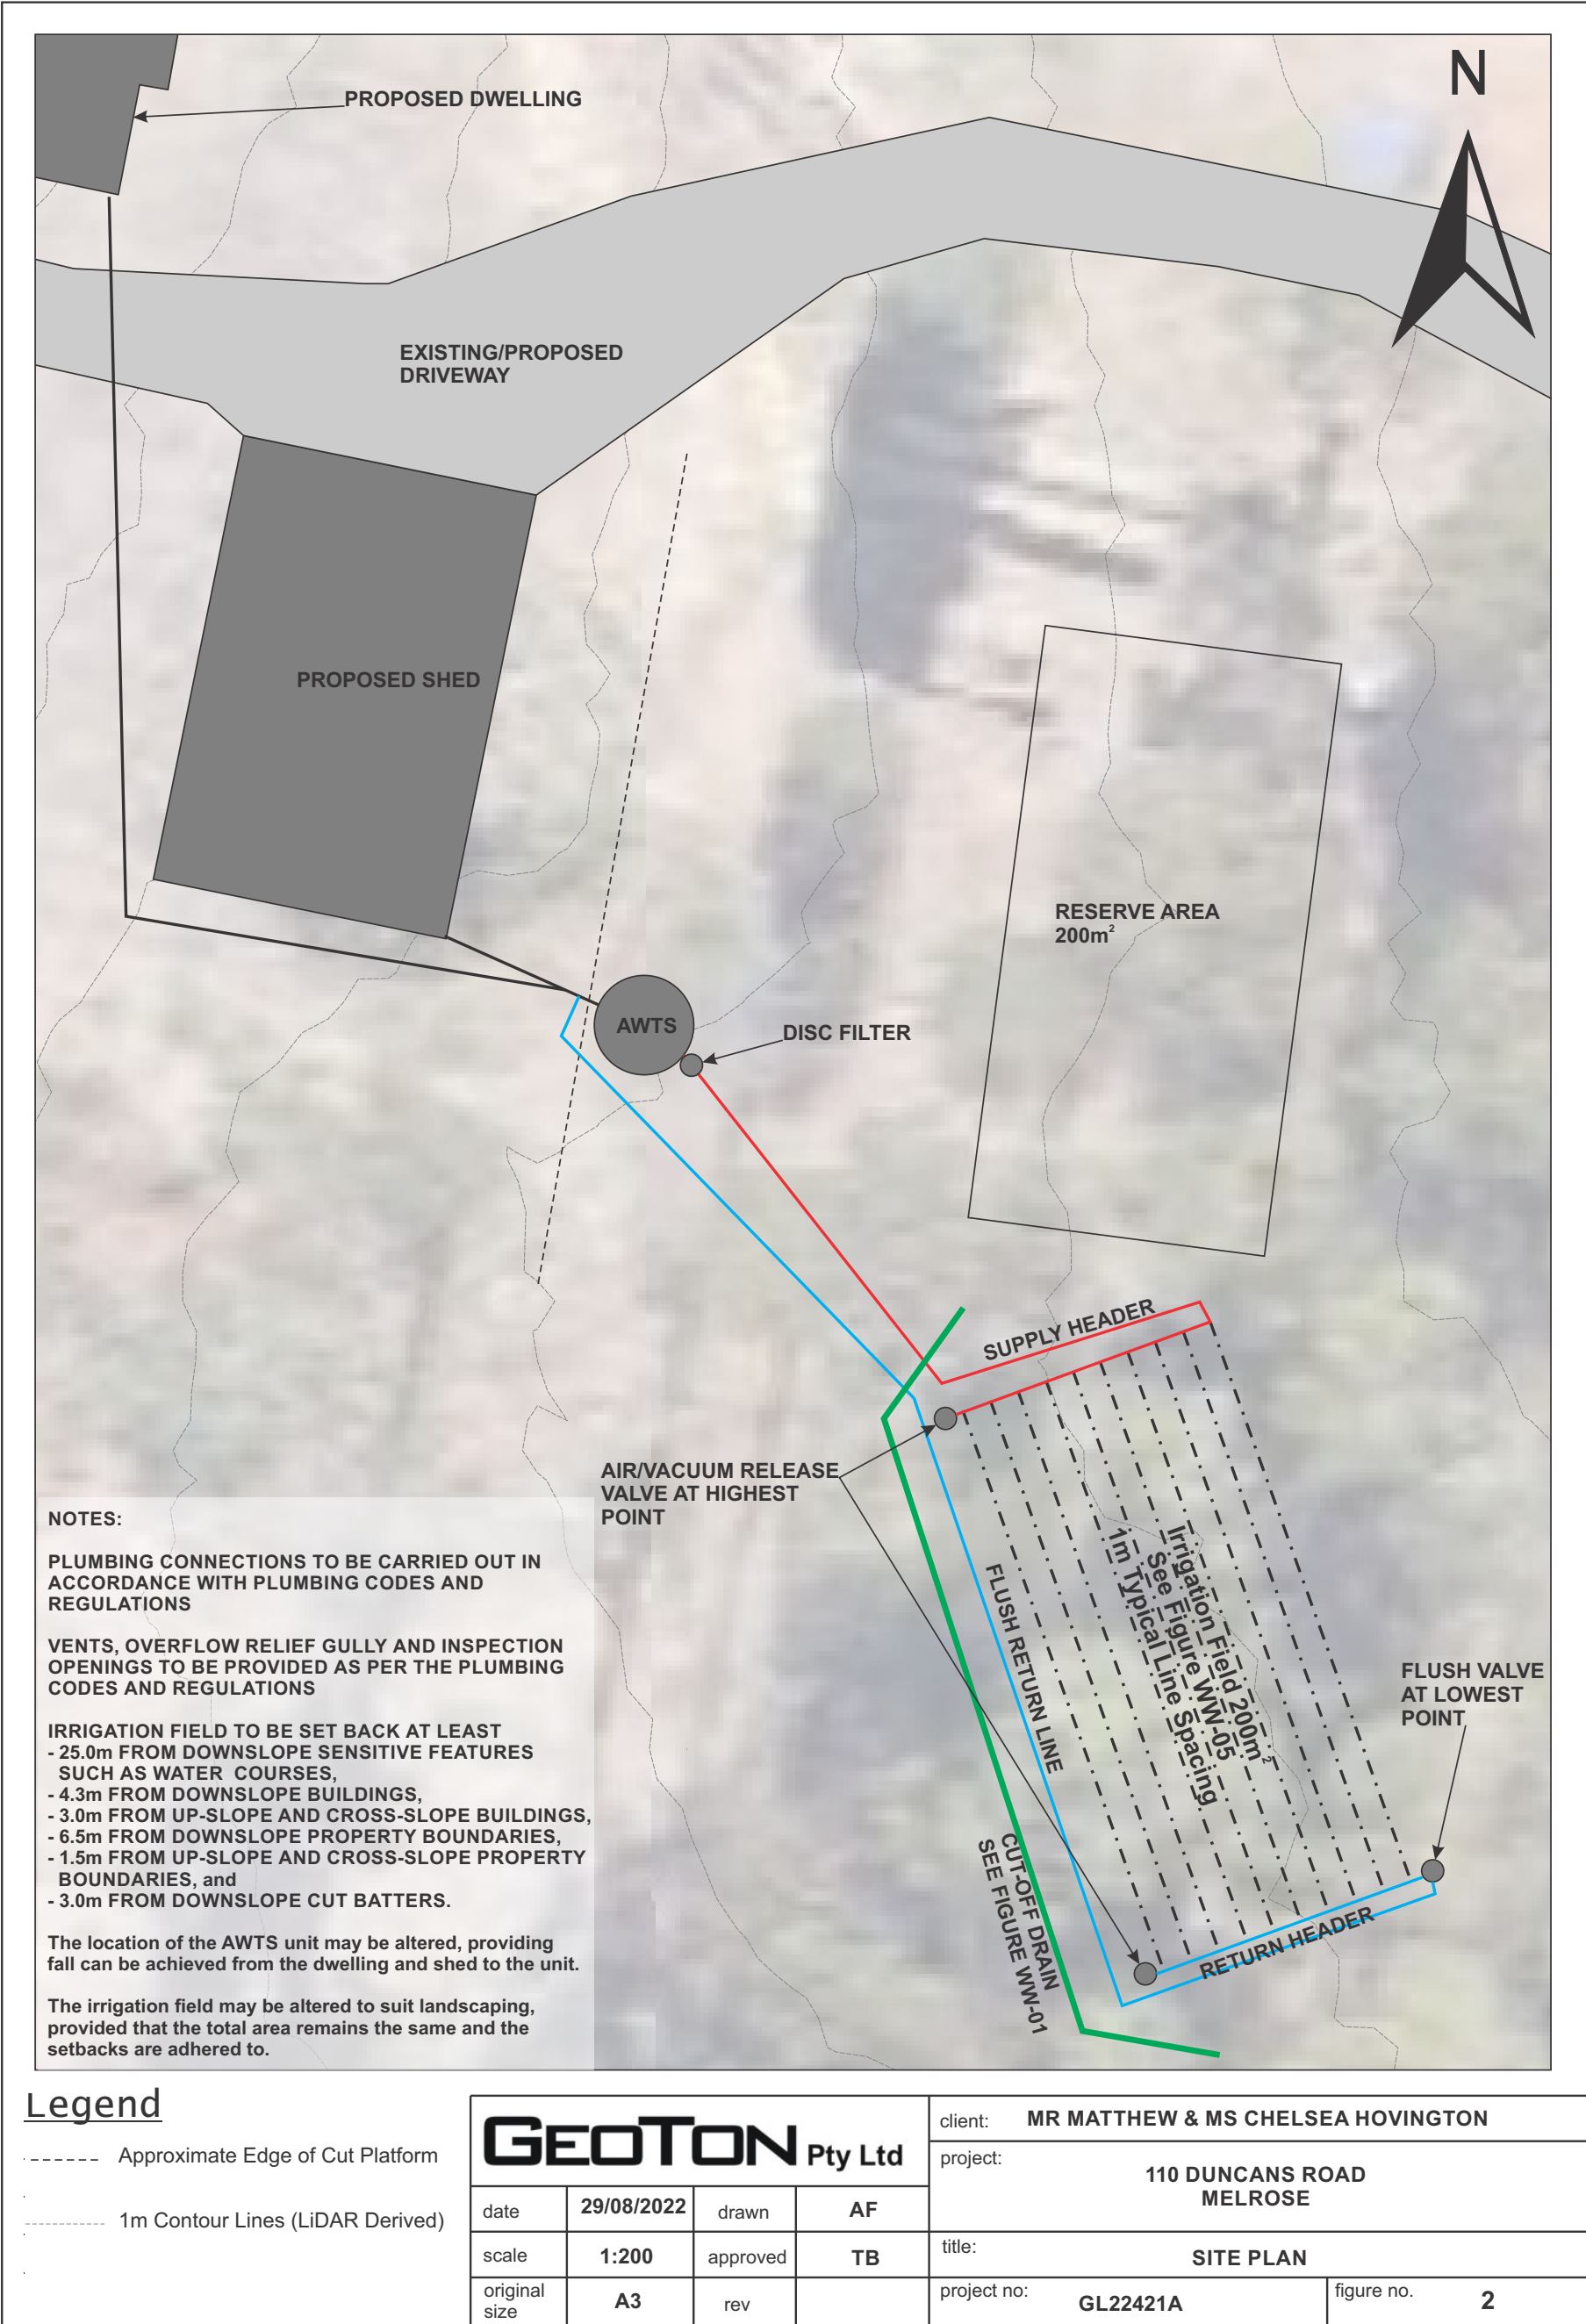 N
PROPOSED DWELLING
EXISTING/PROPOSED
DRIVEWAY
PROPOSED SHED
RESERVE AREA
200m²
AWTS
DISC FILTER
SUPPLY HEADER
AIR/VACUUM RELEASE
VALVE AT HIGHEST
POINT
FLUSH RETURN LINE
Irrigation Field 200m²
See Figure WW-05
1m Typical Line Spacing
FLUSH VALVE
AT LOWEST
POINT
CUT-OFF DRAIN
SEE FIGURE WW-01
RETURN HEADER
NOTES:
PLUMBING CONNECTIONS TO BE CARRIED OUT IN
ACCORDANCE WITH PLUMBING CODES AND
REGULATIONS
VENTS, OVERFLOW RELIEF GULLY AND INSPECTION
OPENINGS TO BE PROVIDED AS PER THE PLUMBING
CODES AND REGULATIONS
IRRIGATION FIELD TO BE SET BACK AT LEAST
- 25.0m FROM DOWNSLOPE SENSITIVE FEATURES
SUCH AS WATER COURSES,
- 4.3m FROM DOWNSLOPE BUILDINGS,
- 3.0m FROM UP-SLOPE AND CROSS-SLOPE BUILDINGS,
- 6.5m FROM DOWNSLOPE PROPERTY BOUNDARIES,
- 1.5m FROM UP-SLOPE AND CROSS-SLOPE PROPERTY
BOUNDARIES, and
- 3.0m FROM DOWNSLOPE CUT BATTERS.
The location of the AWTS unit may be altered, providing
fall can be achieved from the dwelling and shed to the unit.
The irrigation field may be altered to suit landscaping,
provided that the total area remains the same and the
setbacks are adhered to.
Legend
Approximate Edge of Cut Platform
1m Contour Lines (LiDAR Derived)
GEOTON Pty Ltd
date 29/08/2022 drawn AF
scale 1:200 approved TB
original
size A3 rev
client: MR MATTHEW & MS CHELSEA HOVINGTON
project:
110 DUNCANS ROAD
MELROSE
title: SITE PLAN
project no: GL22421A figure no. 2